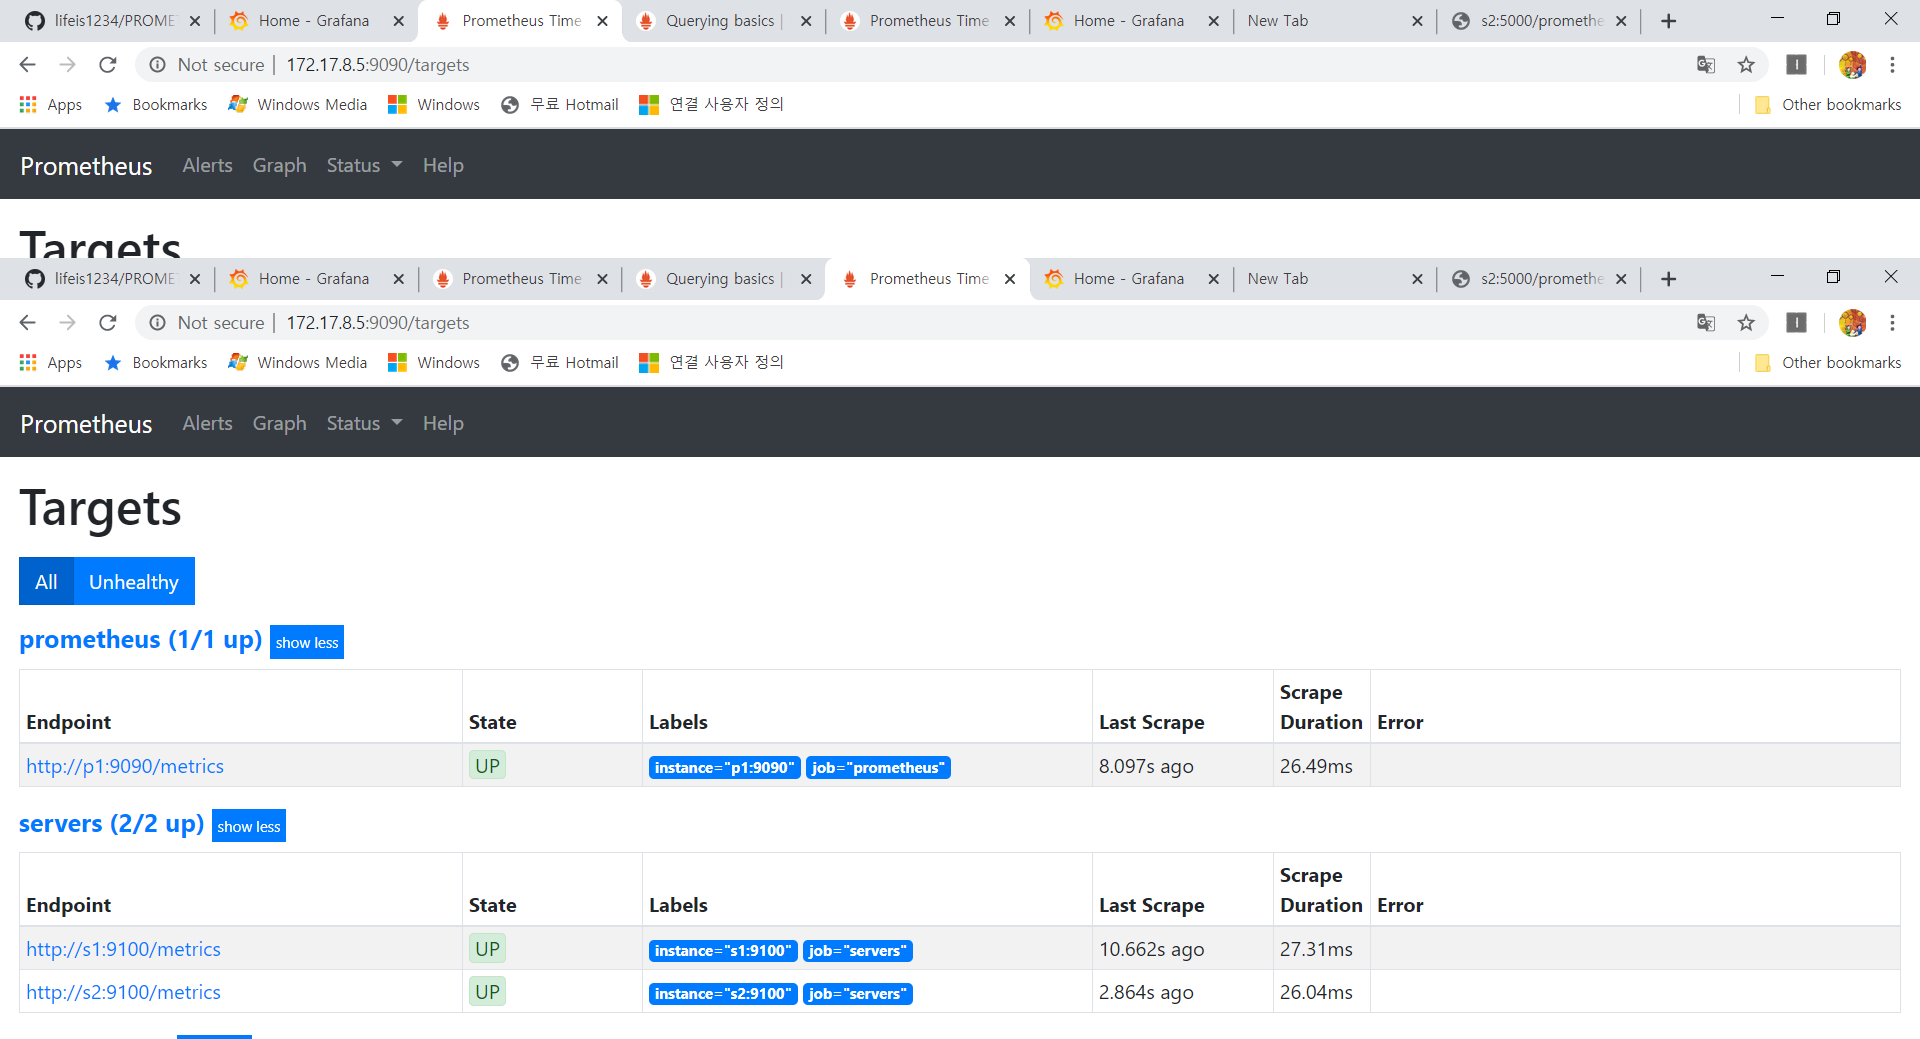 lifeis1234/PROME Home - Grafana Prometheus Time Querying basics | Prometheus Time Home - Grafana New Tab s2:5000/promethe
Not secure | 172.17.8.5:9090/targets
Apps Bookmarks Windows Media Windows 무료 Hotmail 연결 사용자 정의 Other bookmarks
Prometheus Alerts Graph Status Help
Targets
lifeis1234/PROME Home - Grafana Prometheus Time Querying basics | Prometheus Time Home - Grafana New Tab s2:5000/promethe
Not secure | 172.17.8.5:9090/targets
Apps Bookmarks Windows Media Windows 무료 Hotmail 연결 사용자 정의 Other bookmarks
Prometheus Alerts Graph Status Help
Targets
All Unhealthy
prometheus (1/1 up) show less
Endpoint State Labels Last Scrape Scrape Duration Error
http://p1:9090/metrics UP instance="p1:9090" job="prometheus" 8.097s ago 26.49ms
servers (2/2 up) show less
Endpoint State Labels Last Scrape Scrape Duration Error
http://s1:9100/metrics UP instance="s1:9100" job="servers" 10.662s ago 27.31ms
http://s2:9100/metrics UP instance="s2:9100" job="servers" 2.864s ago 26.04ms